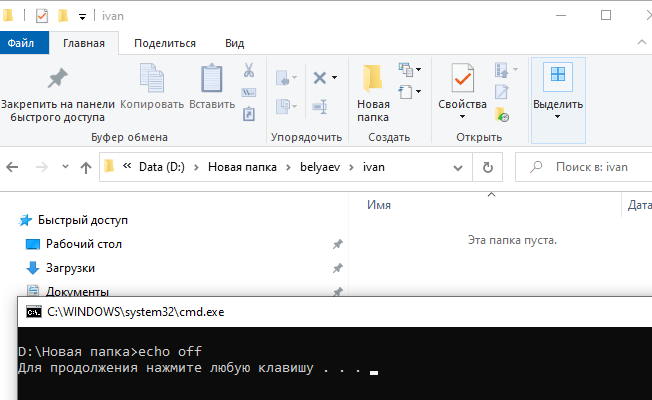 ivan
Файл Главная Поделиться Вид
Закрепить на панели быстрого доступа
Копировать
Вставить
Новая папка
Свойства
Выделить
Буфер обмена Упорядочить Создать Открыть
« Data (D:) > Новая папка > belyaev > ivan
Поиск в: ivan
Быстрый доступ
Рабочий стол
Загрузки
Документы
Имя Дата
Эта папка пуста.
C:\WINDOWS\system32\cmd.exe
D:\Новая папка>echo off
Для продолжения нажмите любую клавишу . . .